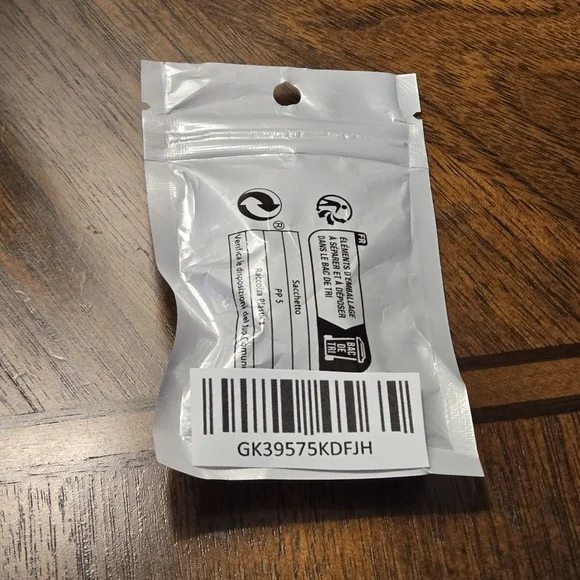 FR
ÉLÉMENTS D'EMBALLAGE
À SÉPARER ET À DÉPOSER
DANS LE BAC DE TRI
BAC
DE
TRI
Sacchetto
PP 5
Raccolta Plastica
Verifica le disposizioni del tuo Comune
®
GK39575KDFJH